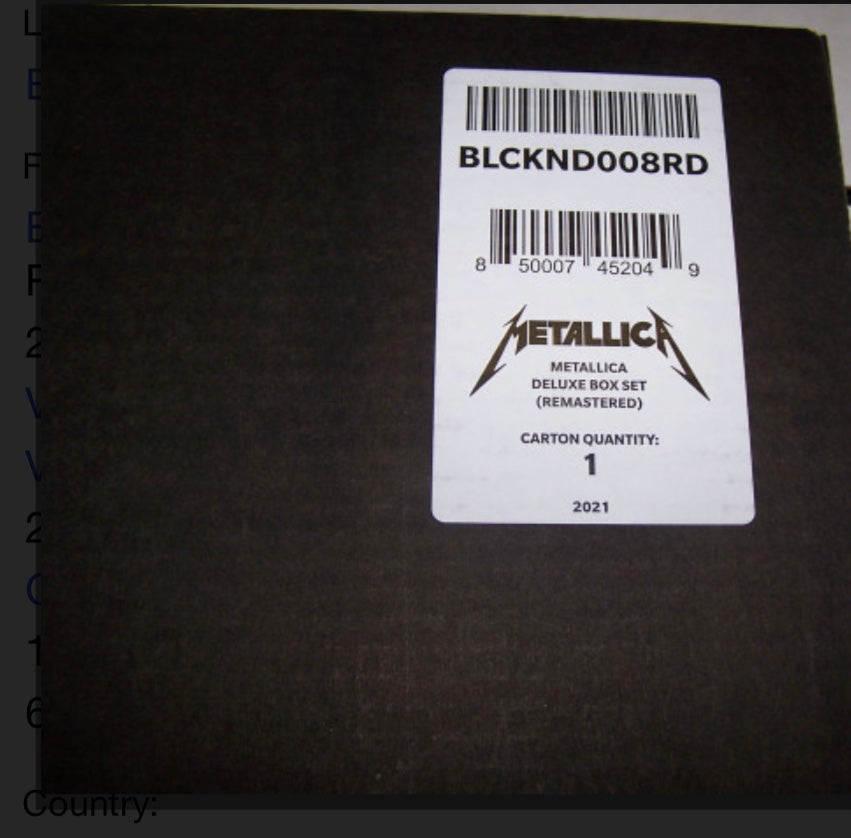 BLCKND008RD
8 50007 45204 9
METALLICA
METALLICA
DELUXE BOX SET
(REMASTERED)
CARTON QUANTITY:
1
2021
Country: